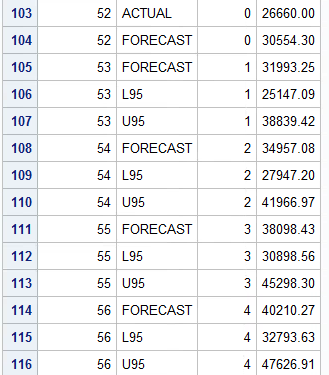 103 52 ACTUAL 0 26660.00
104 52 FORECAST 0 30554.30
105 53 FORECAST 1 31993.25
106 53 L95 1 25147.09
107 53 U95 1 38839.42
108 54 FORECAST 2 34957.08
109 54 L95 2 27947.20
110 54 U95 2 41966.97
111 55 FORECAST 3 38098.43
112 55 L95 3 30898.56
113 55 U95 3 45298.30
114 56 FORECAST 4 40210.27
115 56 L95 4 32793.63
116 56 U95 4 47626.91